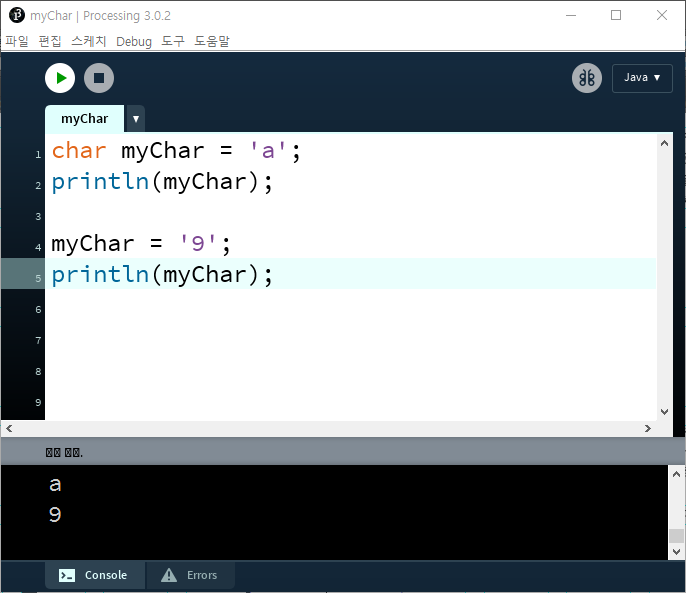 myChar | Processing 3.0.2
파일 편집 스케치 Debug 도구 도움말
Java ▼
myChar ▼
1 char myChar = 'a';
2 println(myChar);
3
4 myChar = '9';
5 println(myChar);
6
7
8
9
a
9
Console Errors